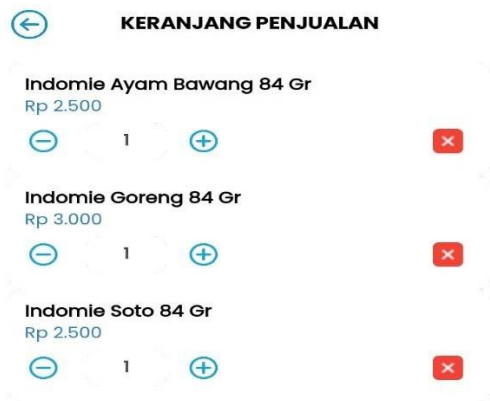 KERANJANG PENJUALAN
Indomie Ayam Bawang 84 Gr
Rp 2.500
1
Indomie Goreng 84 Gr
Rp 3.000
1
Indomie Soto 84 Gr
Rp 2.500
1